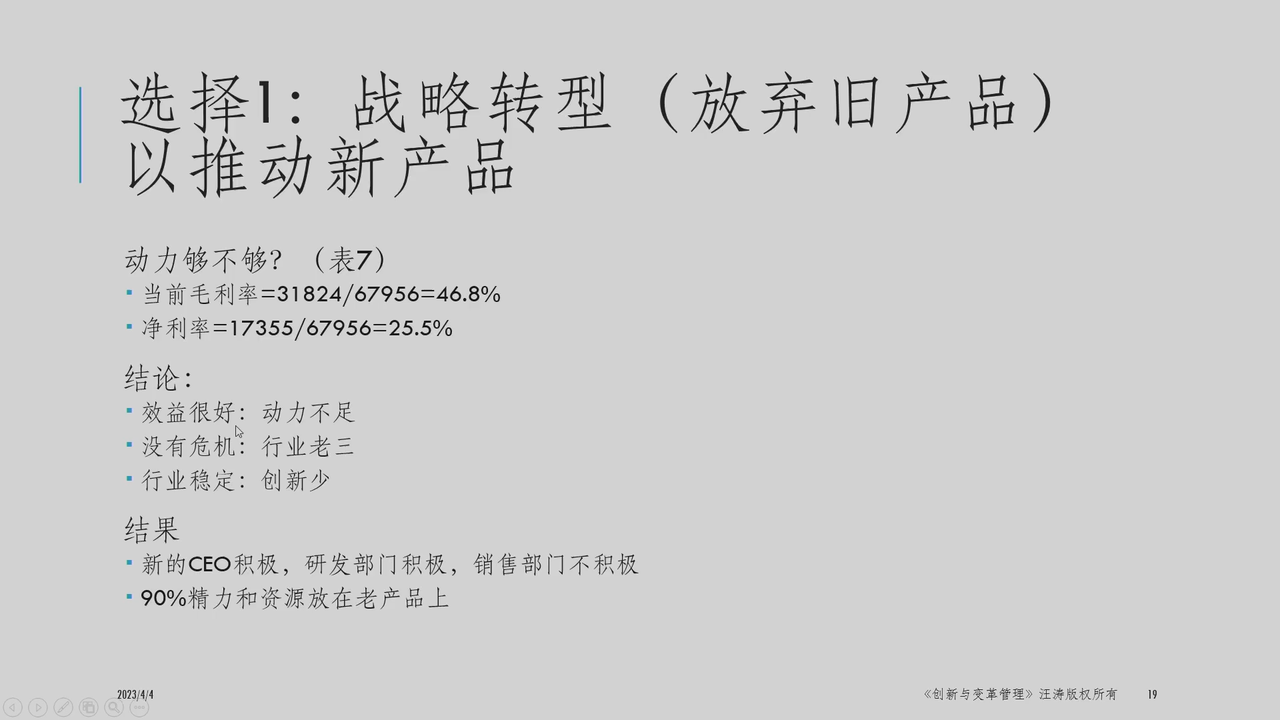 选择1：战略转型（放弃旧产品）
以推动新产品
动力够不够？（表7）
当前毛利率=31824/67956=46.8%
净利率=17355/67956=25.5%
结论：
效益很好：动力不足
没有危机：行业老三
行业稳定：创新少
结果
新的CEO积极，研发部门积极，销售部门不积极
90%精力和资源放在老产品上
2023/4/4
《创新与变革管理》汪涛版权所有
19